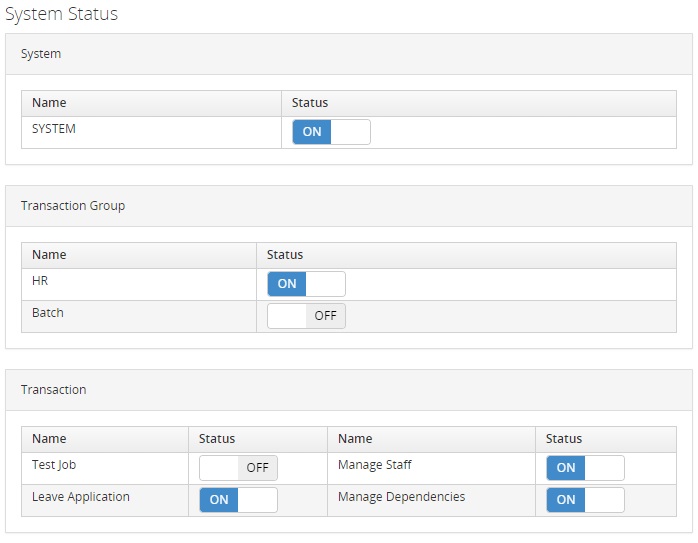 System Status
System
Name Status
SYSTEM ON
Transaction Group
Name Status
HR ON
Batch OFF
Transaction
Name Status Name Status
Test Job OFF Manage Staff ON
Leave Application ON Manage Dependencies ON